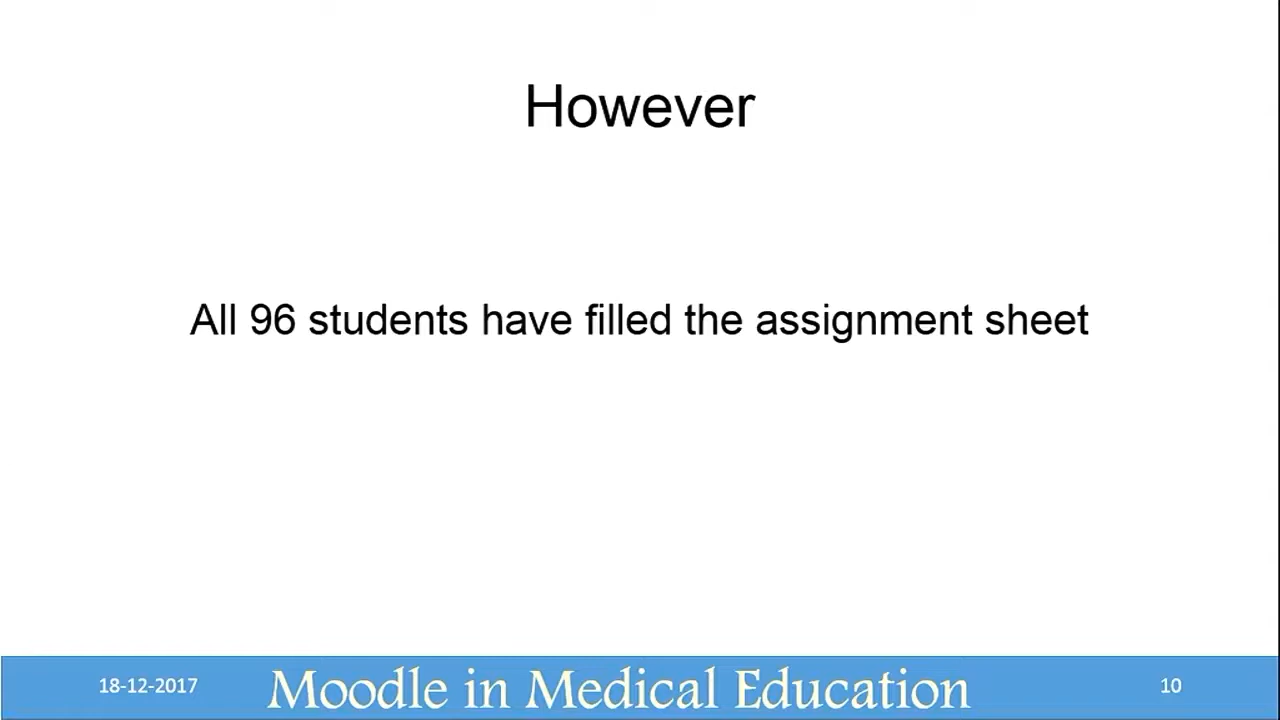 However
All 96 students have filled the assignment sheet
18-12-2017
Moodle in Medical Education
10